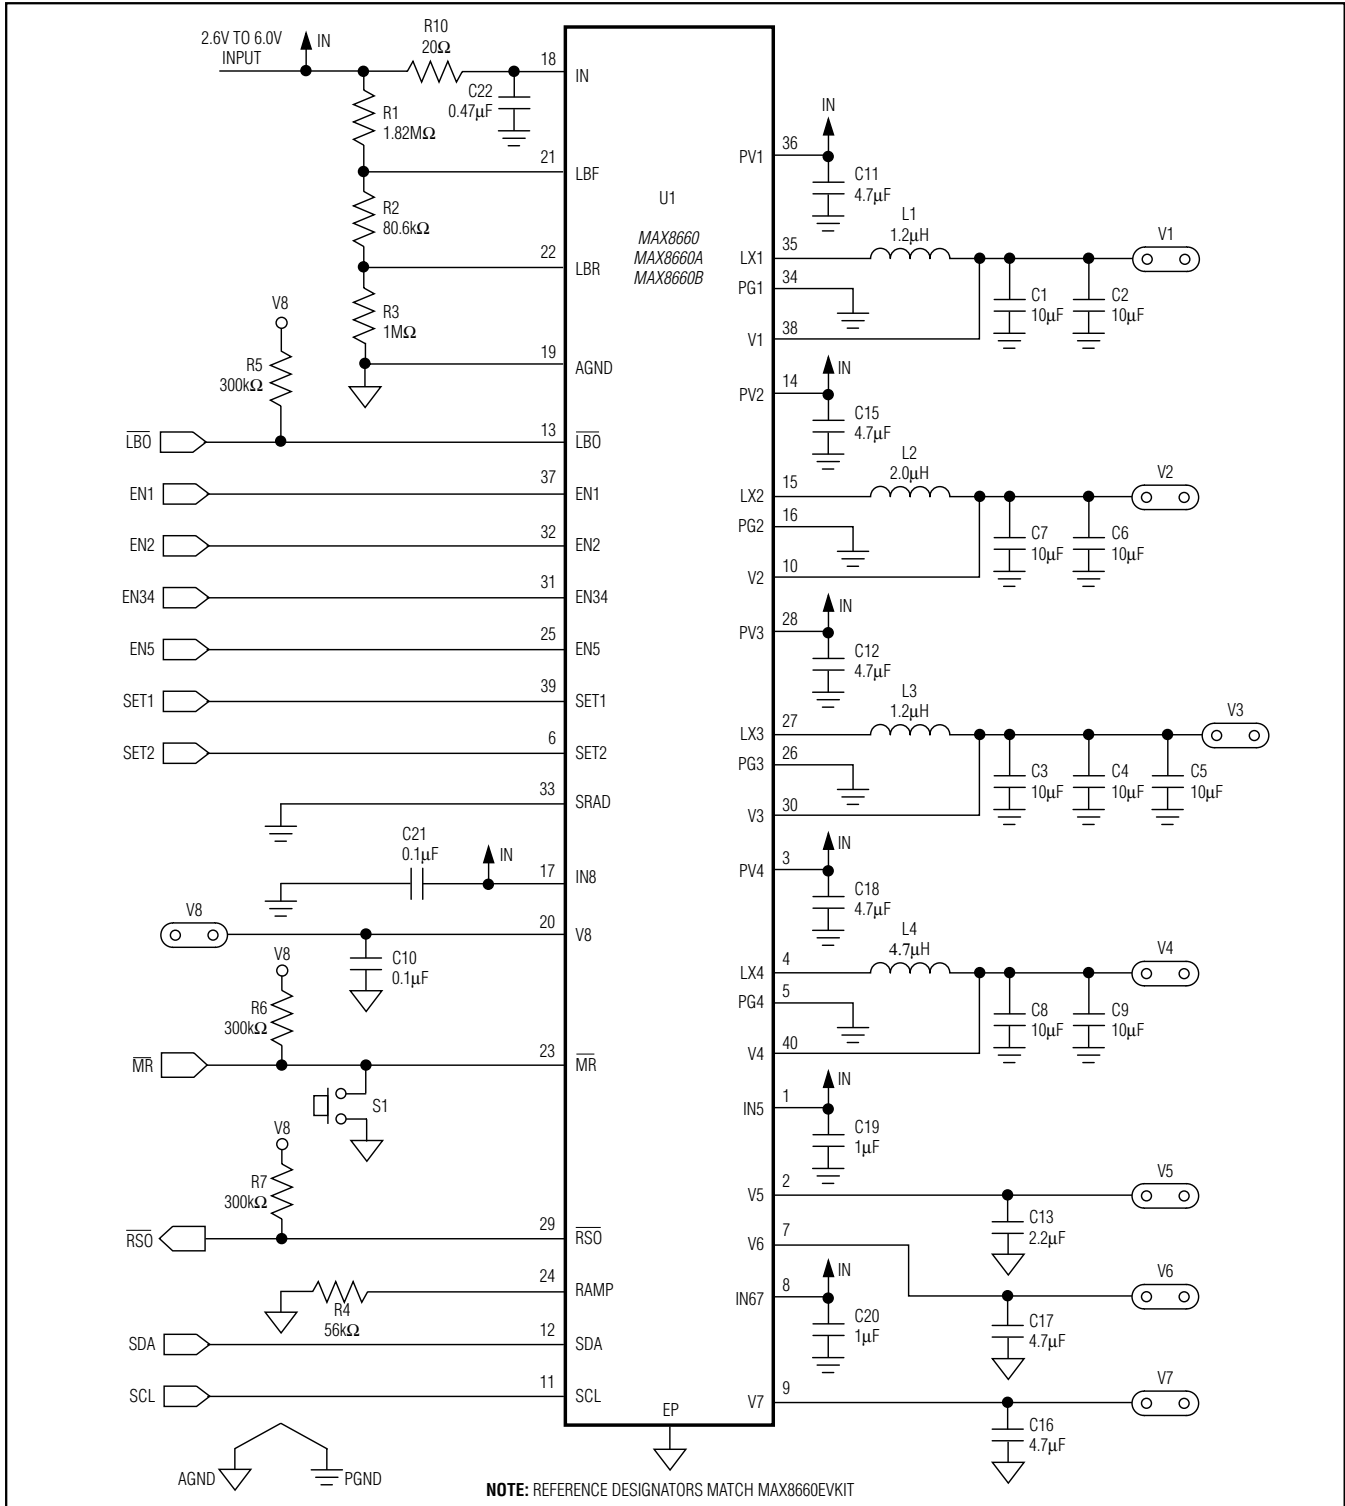 2.6V TO 6.0V
INPUT
IN
R10
20Ω
18
IN
C22
0.47µF
R1
1.82MΩ
21
LBF
R2
80.6kΩ
22
LBR
R3
1MΩ
19
AGND
V8
R5
300kΩ
LBO
13
LBO
EN1
37
EN1
EN2
32
EN2
EN34
31
EN34
EN5
25
EN5
SET1
39
SET1
SET2
6
SET2
33
SRAD
C21
0.1µF
IN
17
IN8
V8
20
V8
C10
0.1µF
V8
R6
300kΩ
MR
23
MR
S1
V8
R7
300kΩ
RSO
29
RSO
24
RAMP
R4
56kΩ
SDA
12
SDA
SCL
11
SCL
AGND
PGND
U1
MAX8660
MAX8660A
MAX8660B
EP
IN
36
PV1
C11
4.7µF
L1
1.2µH
35
LX1
V1
34
PG1
C1
10µF
C2
10µF
38
V1
IN
14
PV2
C15
4.7µF
L2
2.0µH
15
LX2
V2
16
PG2
C7
10µF
C6
10µF
10
V2
IN
28
PV3
C12
4.7µF
L3
1.2µH
27
LX3
V3
26
PG3
C3
10µF
C4
10µF
C5
10µF
30
V3
IN
3
PV4
C18
4.7µF
L4
4.7µH
4
LX4
V4
5
PG4
C8
10µF
C9
10µF
40
V4
IN
1
IN5
C19
1µF
2
V5
V5
C13
2.2µF
7
V6
V6
IN
8
IN67
C20
1µF
C17
4.7µF
9
V7
V7
C16
4.7µF
NOTE: REFERENCE DESIGNATORS MATCH MAX8660EVKIT